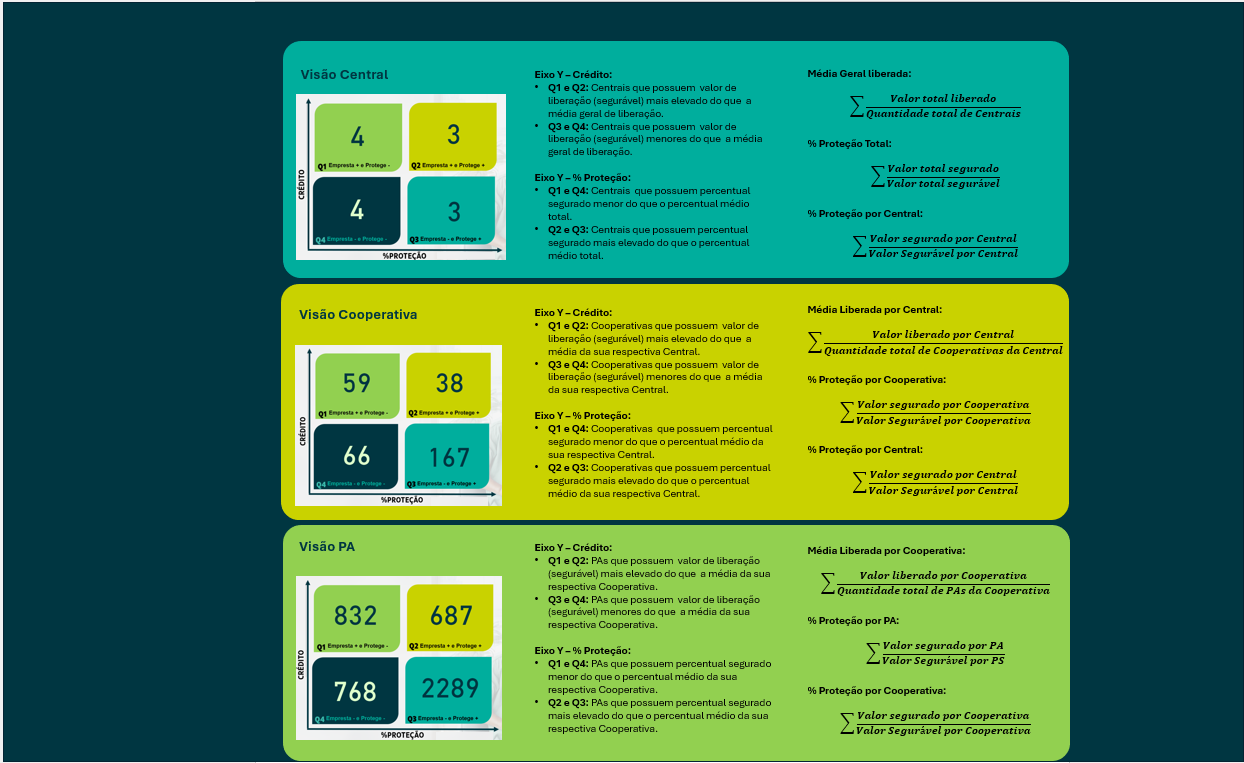 Visão Central
4
3
Q1 Empresta + e Protege -
Q2 Empresta + e Protege +
4
3
Q4 Empresta - e Protege -
Q3 Empresta - e Protege +
CRÉDITO
%PROTEÇÃO
Eixo Y – Crédito:
• Q1 e Q2: Centrais que possuem valor de
liberação (segurável) mais elevado do que a
média geral de liberação.
• Q3 e Q4: Centrais que possuem valor de
liberação (segurável) menores do que a média
geral de liberação.
Eixo Y – % Proteção:
• Q1 e Q4: Centrais que possuem percentual
segurado menor do que o percentual médio
total.
• Q2 e Q3: Centrais que possuem percentual
segurado mais elevado do que o percentual
médio total.
Média Geral liberada:
∑ Valor total liberado
Quantidade total de Centrais
% Proteção Total:
∑ Valor total segurado
Valor total segurável
% Proteção por Central:
∑ Valor segurado por Central
Valor Segurável por Central
Visão Cooperativa
59
38
Q1 Empresta + e Protege -
Q2 Empresta + e Protege +
66
167
Q4 Empresta - e Protege -
Q3 Empresta - e Protege +
CRÉDITO
%PROTEÇÃO
Eixo Y – Crédito:
• Q1 e Q2: Cooperativas que possuem valor de
liberação (segurável) mais elevado do que a
média da sua respectiva Central.
• Q3 e Q4: Cooperativas que possuem valor de
liberação (segurável) menores do que a média
da sua respectiva Central.
Eixo Y – % Proteção:
• Q1 e Q4: Cooperativas que possuem percentual
segurado menor do que o percentual médio da
sua respectiva Central.
• Q2 e Q3: Cooperativas que possuem percentual
segurado mais elevado do que o percentual
médio da sua respectiva Central.
Média Liberada por Central:
∑ Valor liberado por Central
Quantidade total de Cooperativas da Central
% Proteção por Cooperativa:
∑ Valor segurado por Cooperativa
Valor Segurável por Cooperativa
% Proteção por Central:
∑ Valor segurado por Central
Valor Segurável por Central
Visão PA
832
687
Q1 Empresta + e Protege -
Q2 Empresta + e Protege +
768
2289
Q4 Empresta - e Protege -
Q3 Empresta - e Protege +
CRÉDITO
%PROTEÇÃO
Eixo Y – Crédito:
• Q1 e Q2: PAs que possuem valor de liberação
(segurável) mais elevado do que a média da sua
respectiva Cooperativa.
• Q3 e Q4: PAs que possuem valor de liberação
(segurável) menores do que a média da sua
respectiva Cooperativa.
Eixo Y – % Proteção:
• Q1 e Q4: PAs que possuem percentual segurado
menor do que o percentual médio da sua
respectiva Cooperativa.
• Q2 e Q3: PAs que possuem percentual segurado
mais elevado do que o percentual médio da sua
respectiva Cooperativa.
Média Liberada por Cooperativa:
∑ Valor liberado por Cooperativa
Quantidade total de PAs da Cooperativa
% Proteção por PA:
∑ Valor segurado por PA
Valor Segurável por PS
% Proteção por Cooperativa:
∑ Valor segurado por Cooperativa
Valor Segurável por Cooperativa